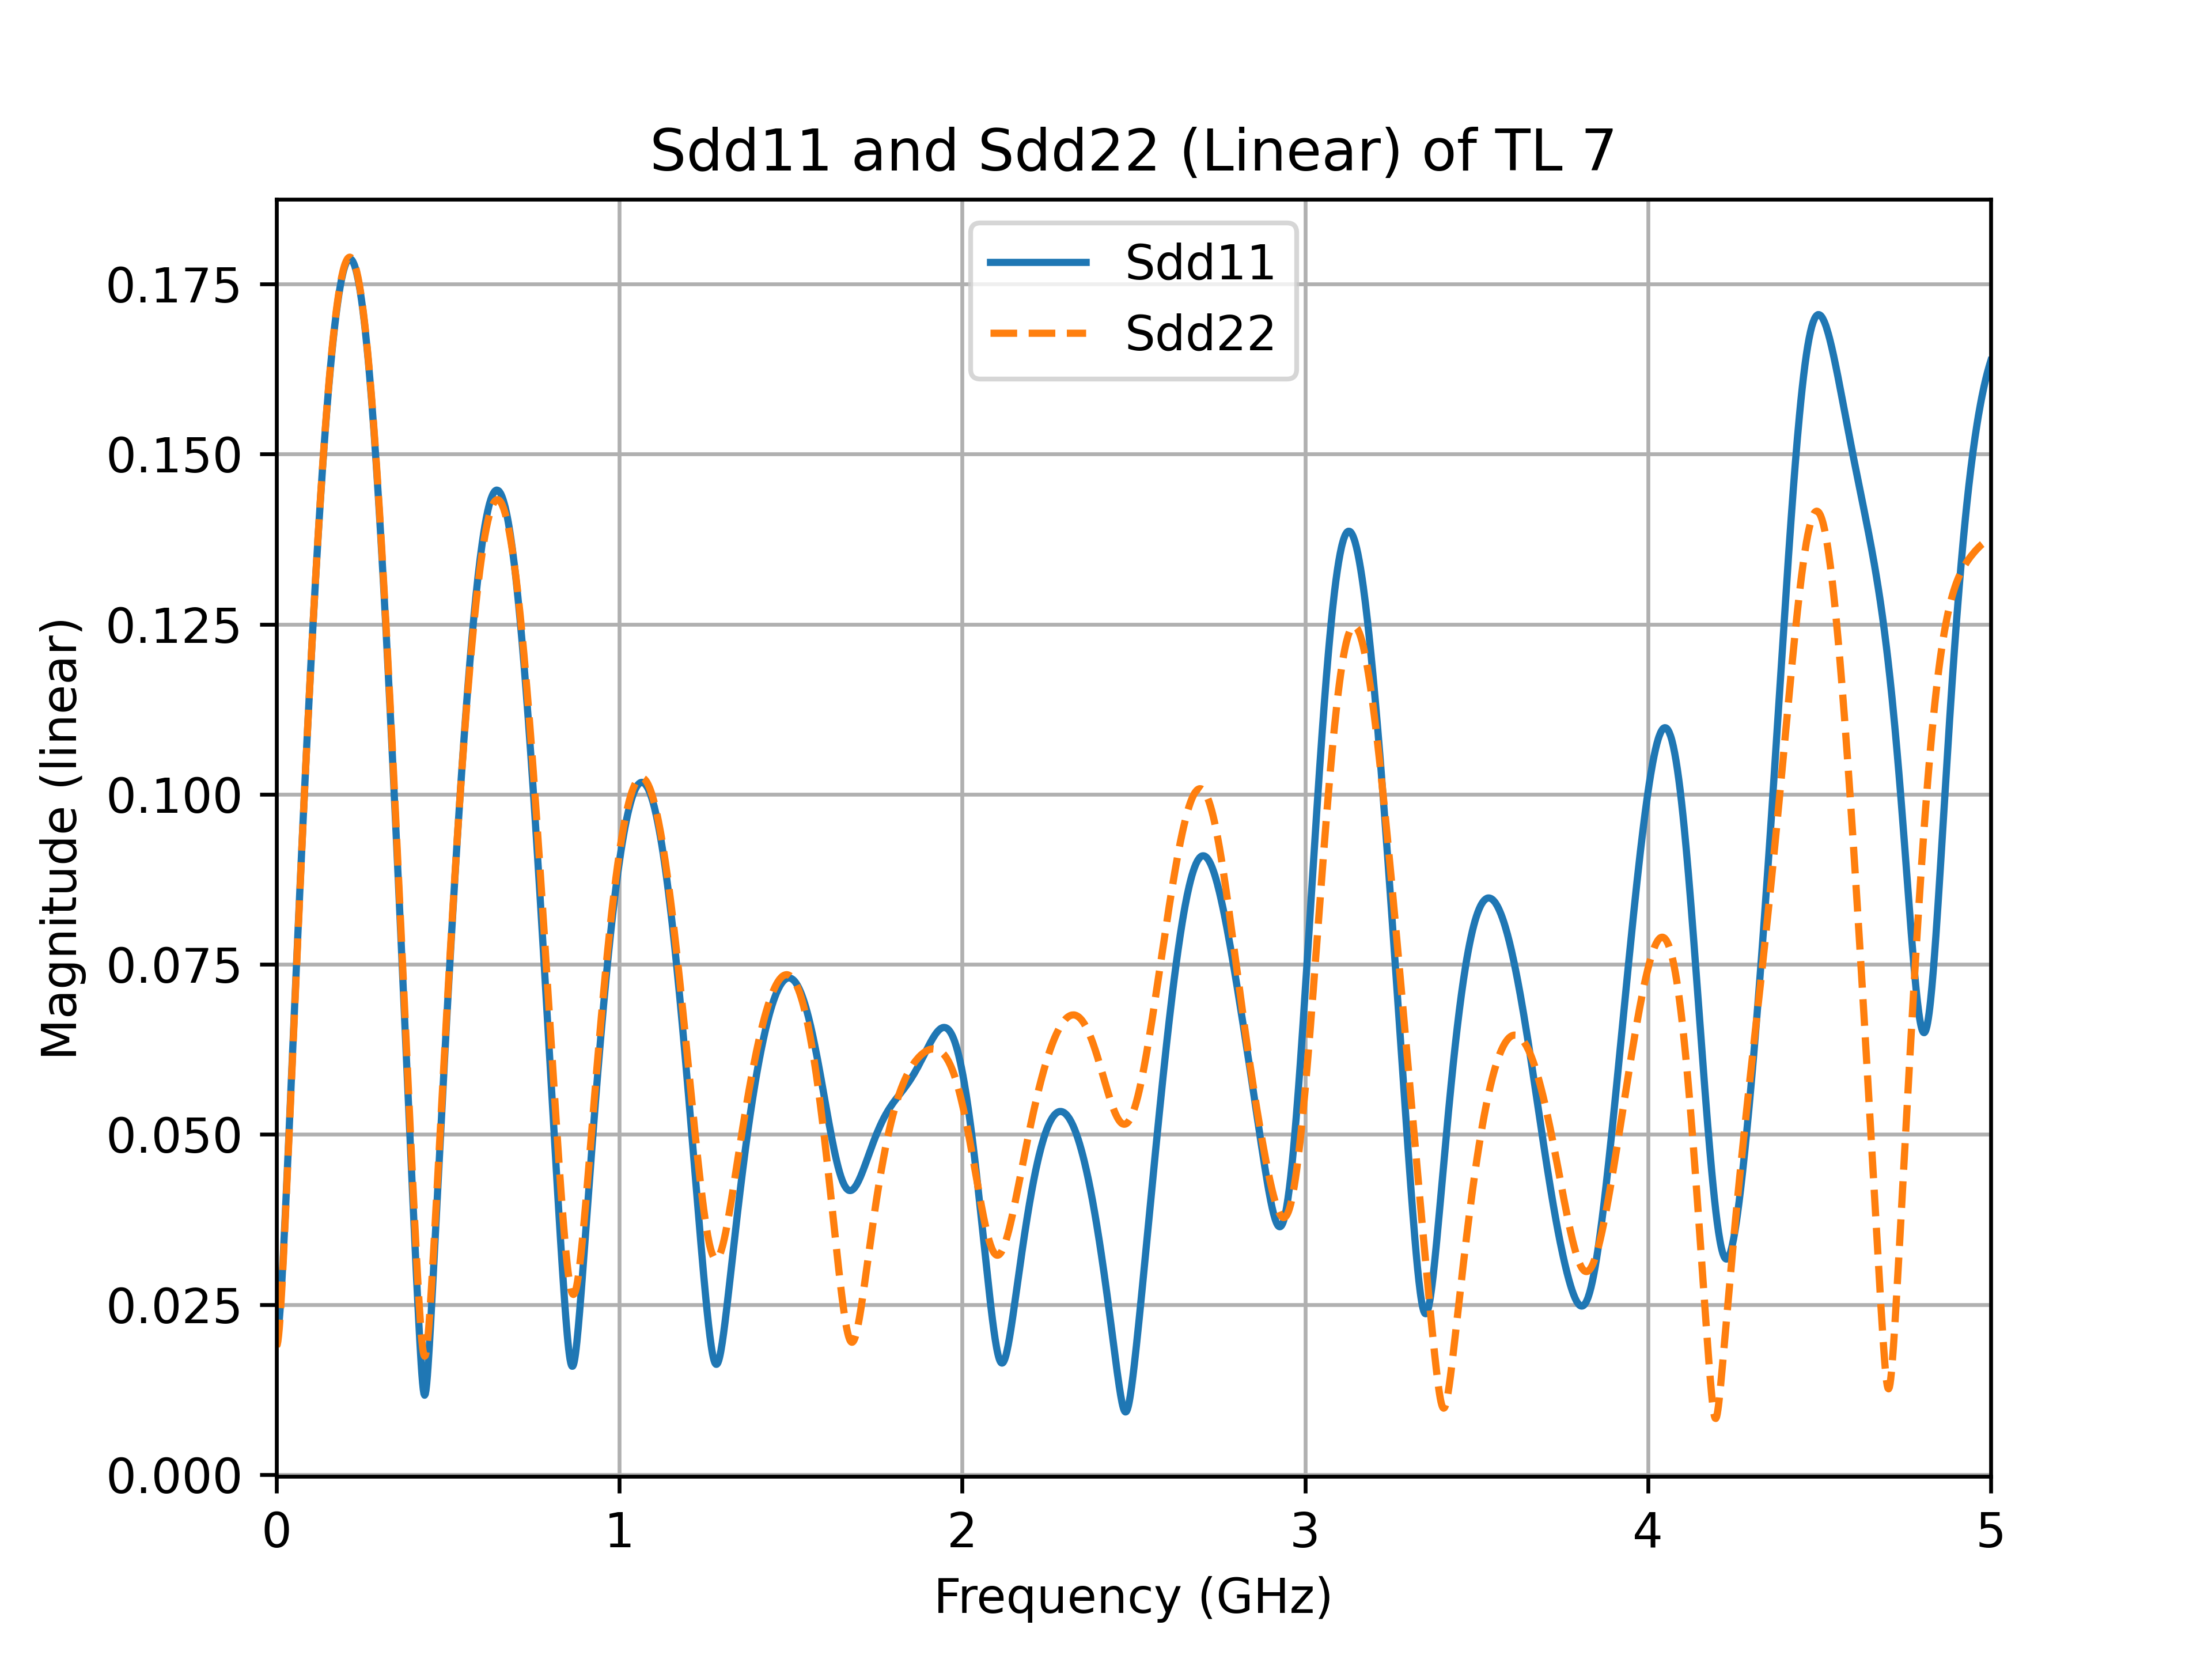 Sdd11 and Sdd22 (Linear) of TL 7
Sdd11
Sdd22
Magnitude (linear)
0.175
0.150
0.125
0.100
0.075
0.050
0.025
0.000
0 1 2 3 4 5
Frequency (GHz)